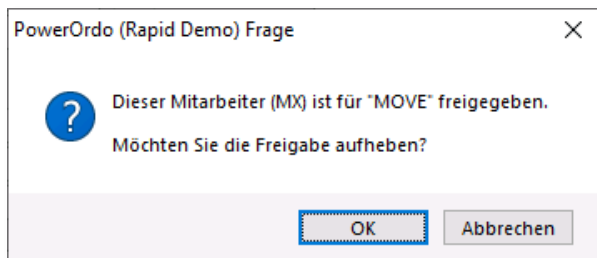 PowerOrdo (Rapid Demo) Frage
Dieser Mitarbeiter (MX) ist für "MOVE" freigegeben.
Möchten Sie die Freigabe aufheben?
OK Abbrechen